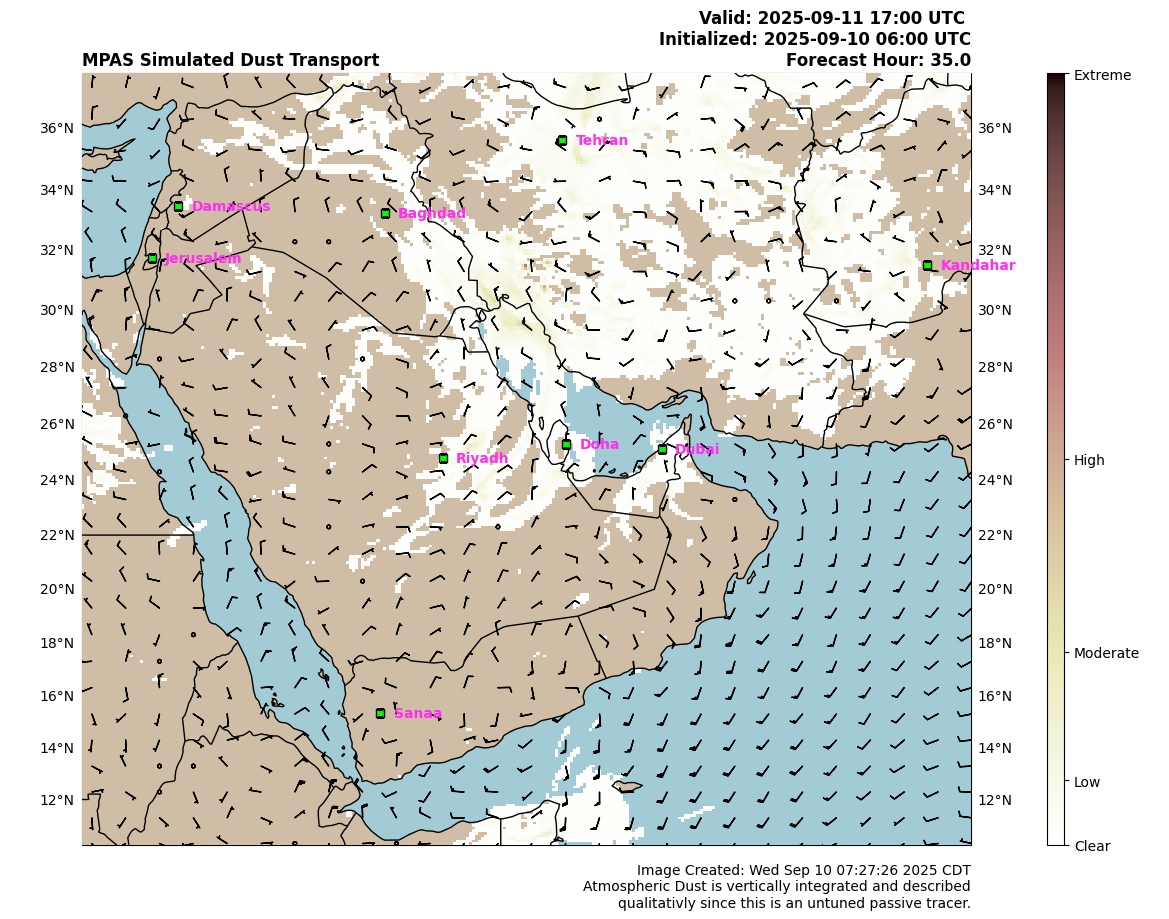 Valid: 2025-09-11 17:00 UTC
Initialized: 2025-09-10 06:00 UTC
MPAS Simulated Dust Transport
Forecast Hour: 35.0
Extreme
36°N
Tehran
36°N
34°N
34°N
Damascus
Baghdad
32°N
32°N
Jerusalem
Kandahar
30°N
30°N
28°N
28°N
26°N
26°N
Doha
Dubai
Riyadh
High
24°N
24°N
22°N
22°N
20°N
20°N
18°N
18°N
Moderate
16°N
16°N
Sanaa
14°N
14°N
Low
12°N
12°N
Clear
Image Created: Wed Sep 10 07:27:26 2025 CDT
Atmospheric Dust is vertically integrated and described
qualitativly since this is an untuned passive tracer.